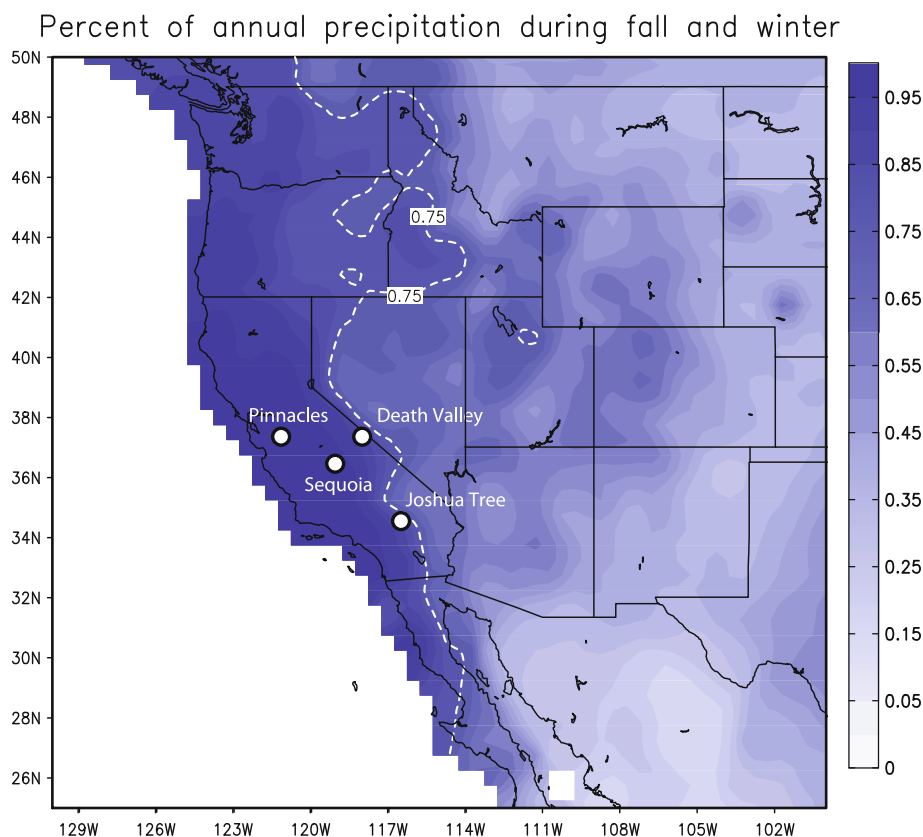 Percent of annual precipitation during fall and winter
50N
48N
46N
44N
42N
40N
38N
36N
34N
32N
30N
28N
26N
129W 126W 123W 120W 117W 114W 111W 108W 105W 102W
0.75
0.75
Pinnacles
Death Valley
Sequoia
Joshua Tree
0.95
0.85
0.75
0.65
0.55
0.45
0.35
0.25
0.15
0.05
0